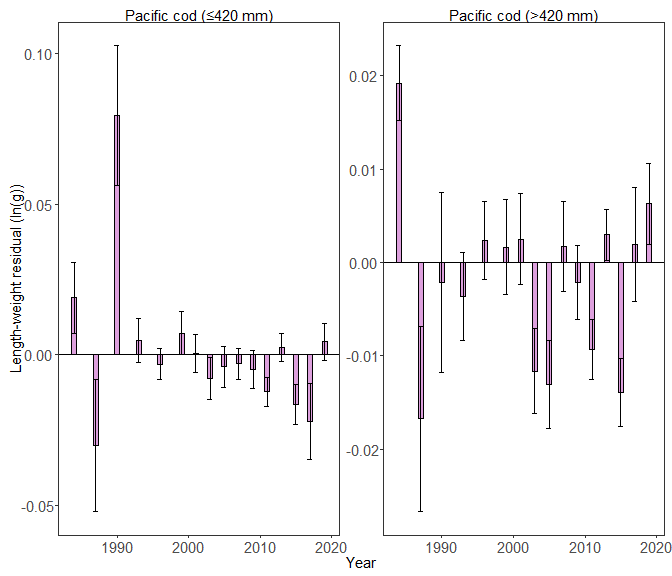 Pacific cod (≤420 mm)
Pacific cod (>420 mm)
Length-weight residual (ln(g))
0.10
0.05
0.00
-0.05
0.02
0.01
0.00
-0.01
-0.02
1990 2000 2010 2020
1990 2000 2010 2020
Year